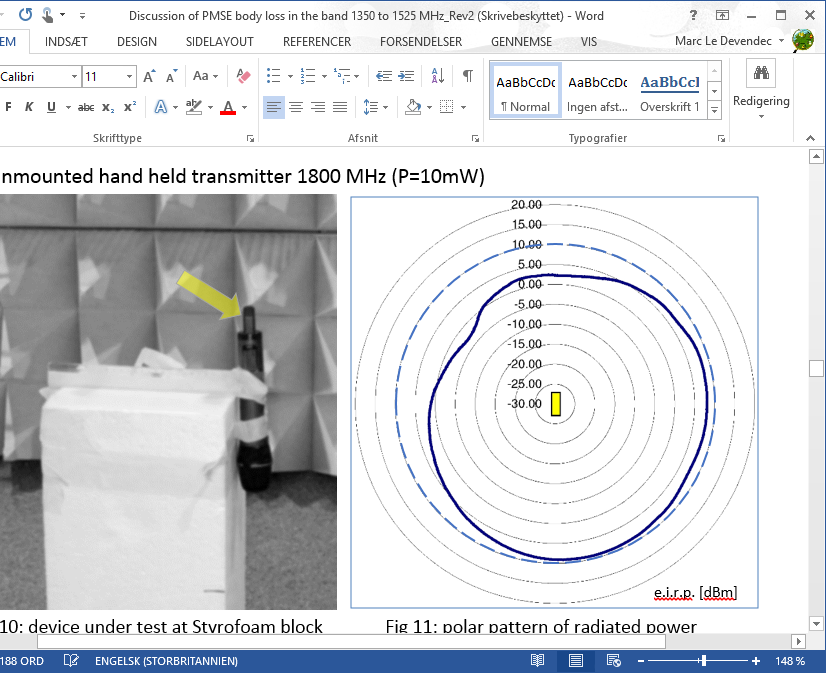 Discussion of PMSE body loss in the band 1350 to 1525 MHz_Rev2 (Skrivebeskyttet) - Word
?
EM INDSÆT DESIGN SIDELAYOUT REFERENCER FORSENDELSER GENNEMSE VIS Marc Le Devendec
Calibri 11 A A Aa A
AaBbCcDc AaBbCcDc AaBbCcI
F K U abc x₂ x² A ab A
¶ Normal Ingen afst... Overskrift 1
Redigering
Skrifttype Afsnit Typografier
nmounted hand held transmitter 1800 MHz (P=10mW)
20.00
15.00
10.00
5.00
0.00
-5.00
-10.00
-15.00
-20.00
-25.00
-30.00
e.i.r.p. [dBm]
10: device under test at Styrofoam block
Fig 11: polar pattern of radiated power
188 ORD ENGELSK (STORBRITANNIEN) 148 %